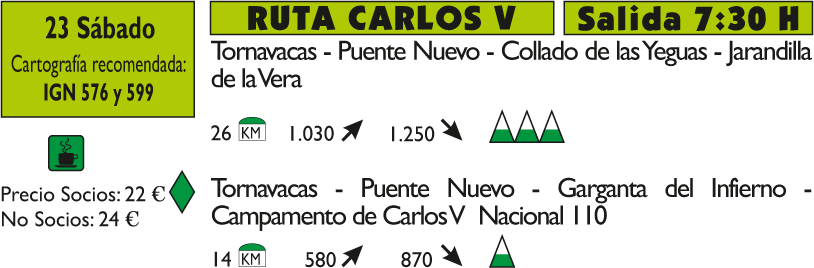 23 Sábado
Cartografía recomendada:
IGN 576 y 599
RUTA CARLOS V
Salida 7:30 H
Tornavacas - Puente Nuevo - Collado de las Yeguas - Jarandilla
de la Vera
26 KM 1.030 1.250
Precio Socios: 22 €
No Socios: 24 €
Tornavacas - Puente Nuevo - Garganta del Infierno -
Campamento de Carlos V Nacional 110
14 KM 580 870